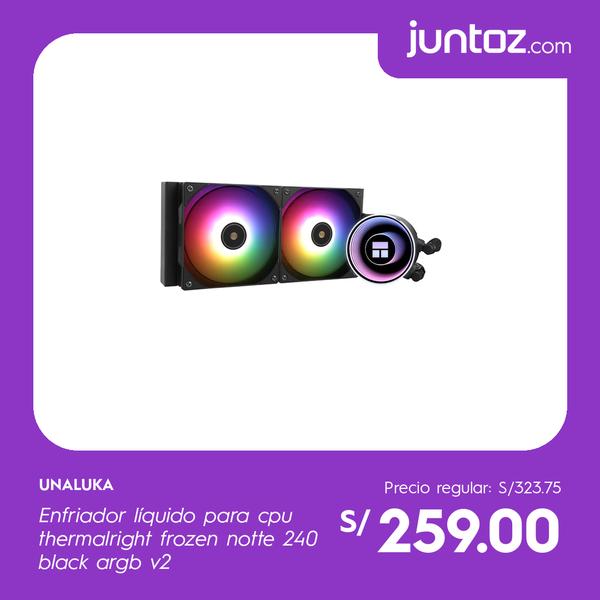 juntoz.com
UNALUKA
Enfriador líquido para cpu
thermalright frozen notte 240
black argb v2
Precio regular: S/323.75
S/259.00